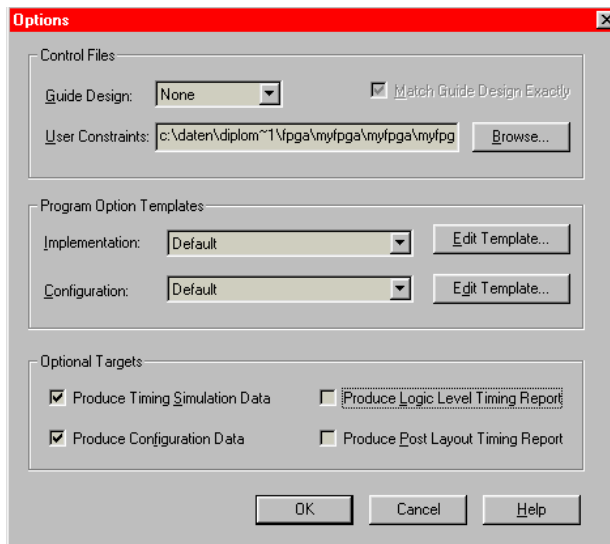 Options
Control Files
Guide Design: None Match Guide Design Exactly
User Constraints: c:\daten\diplom~1\fpga\myfpga\myfpga\myfpg Browse...
Program Option Templates
Implementation: Default Edit Template...
Configuration: Default Edit Template...
Optional Targets
Produce Timing Simulation Data Produce Logic Level Timing Report
Produce Configuration Data Produce Post Layout Timing Report
OK Cancel Help